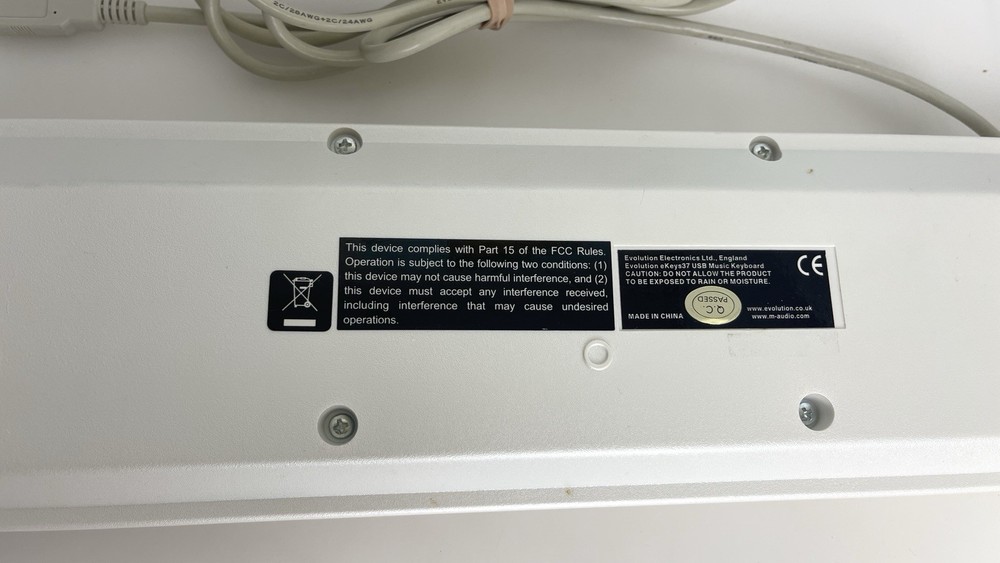 2C/28AWG+2C/24AWG
This device complies with Part 15 of the FCC Rules.
Operation is subject to the following two conditions: (1)
this device may not cause harmful interference, and (2)
this device must accept any interference received,
including interference that may cause undesired
operations.
Evolution Electronics Ltd., England
Evolution eKeys37 USB Music Keyboard
CAUTION: DO NOT ALLOW THE PRODUCT
TO BE EXPOSED TO RAIN OR MOISTURE.
CE
Q.C.
PASSED
MADE IN CHINA
www.evolution.co.uk
www.m-audio.com